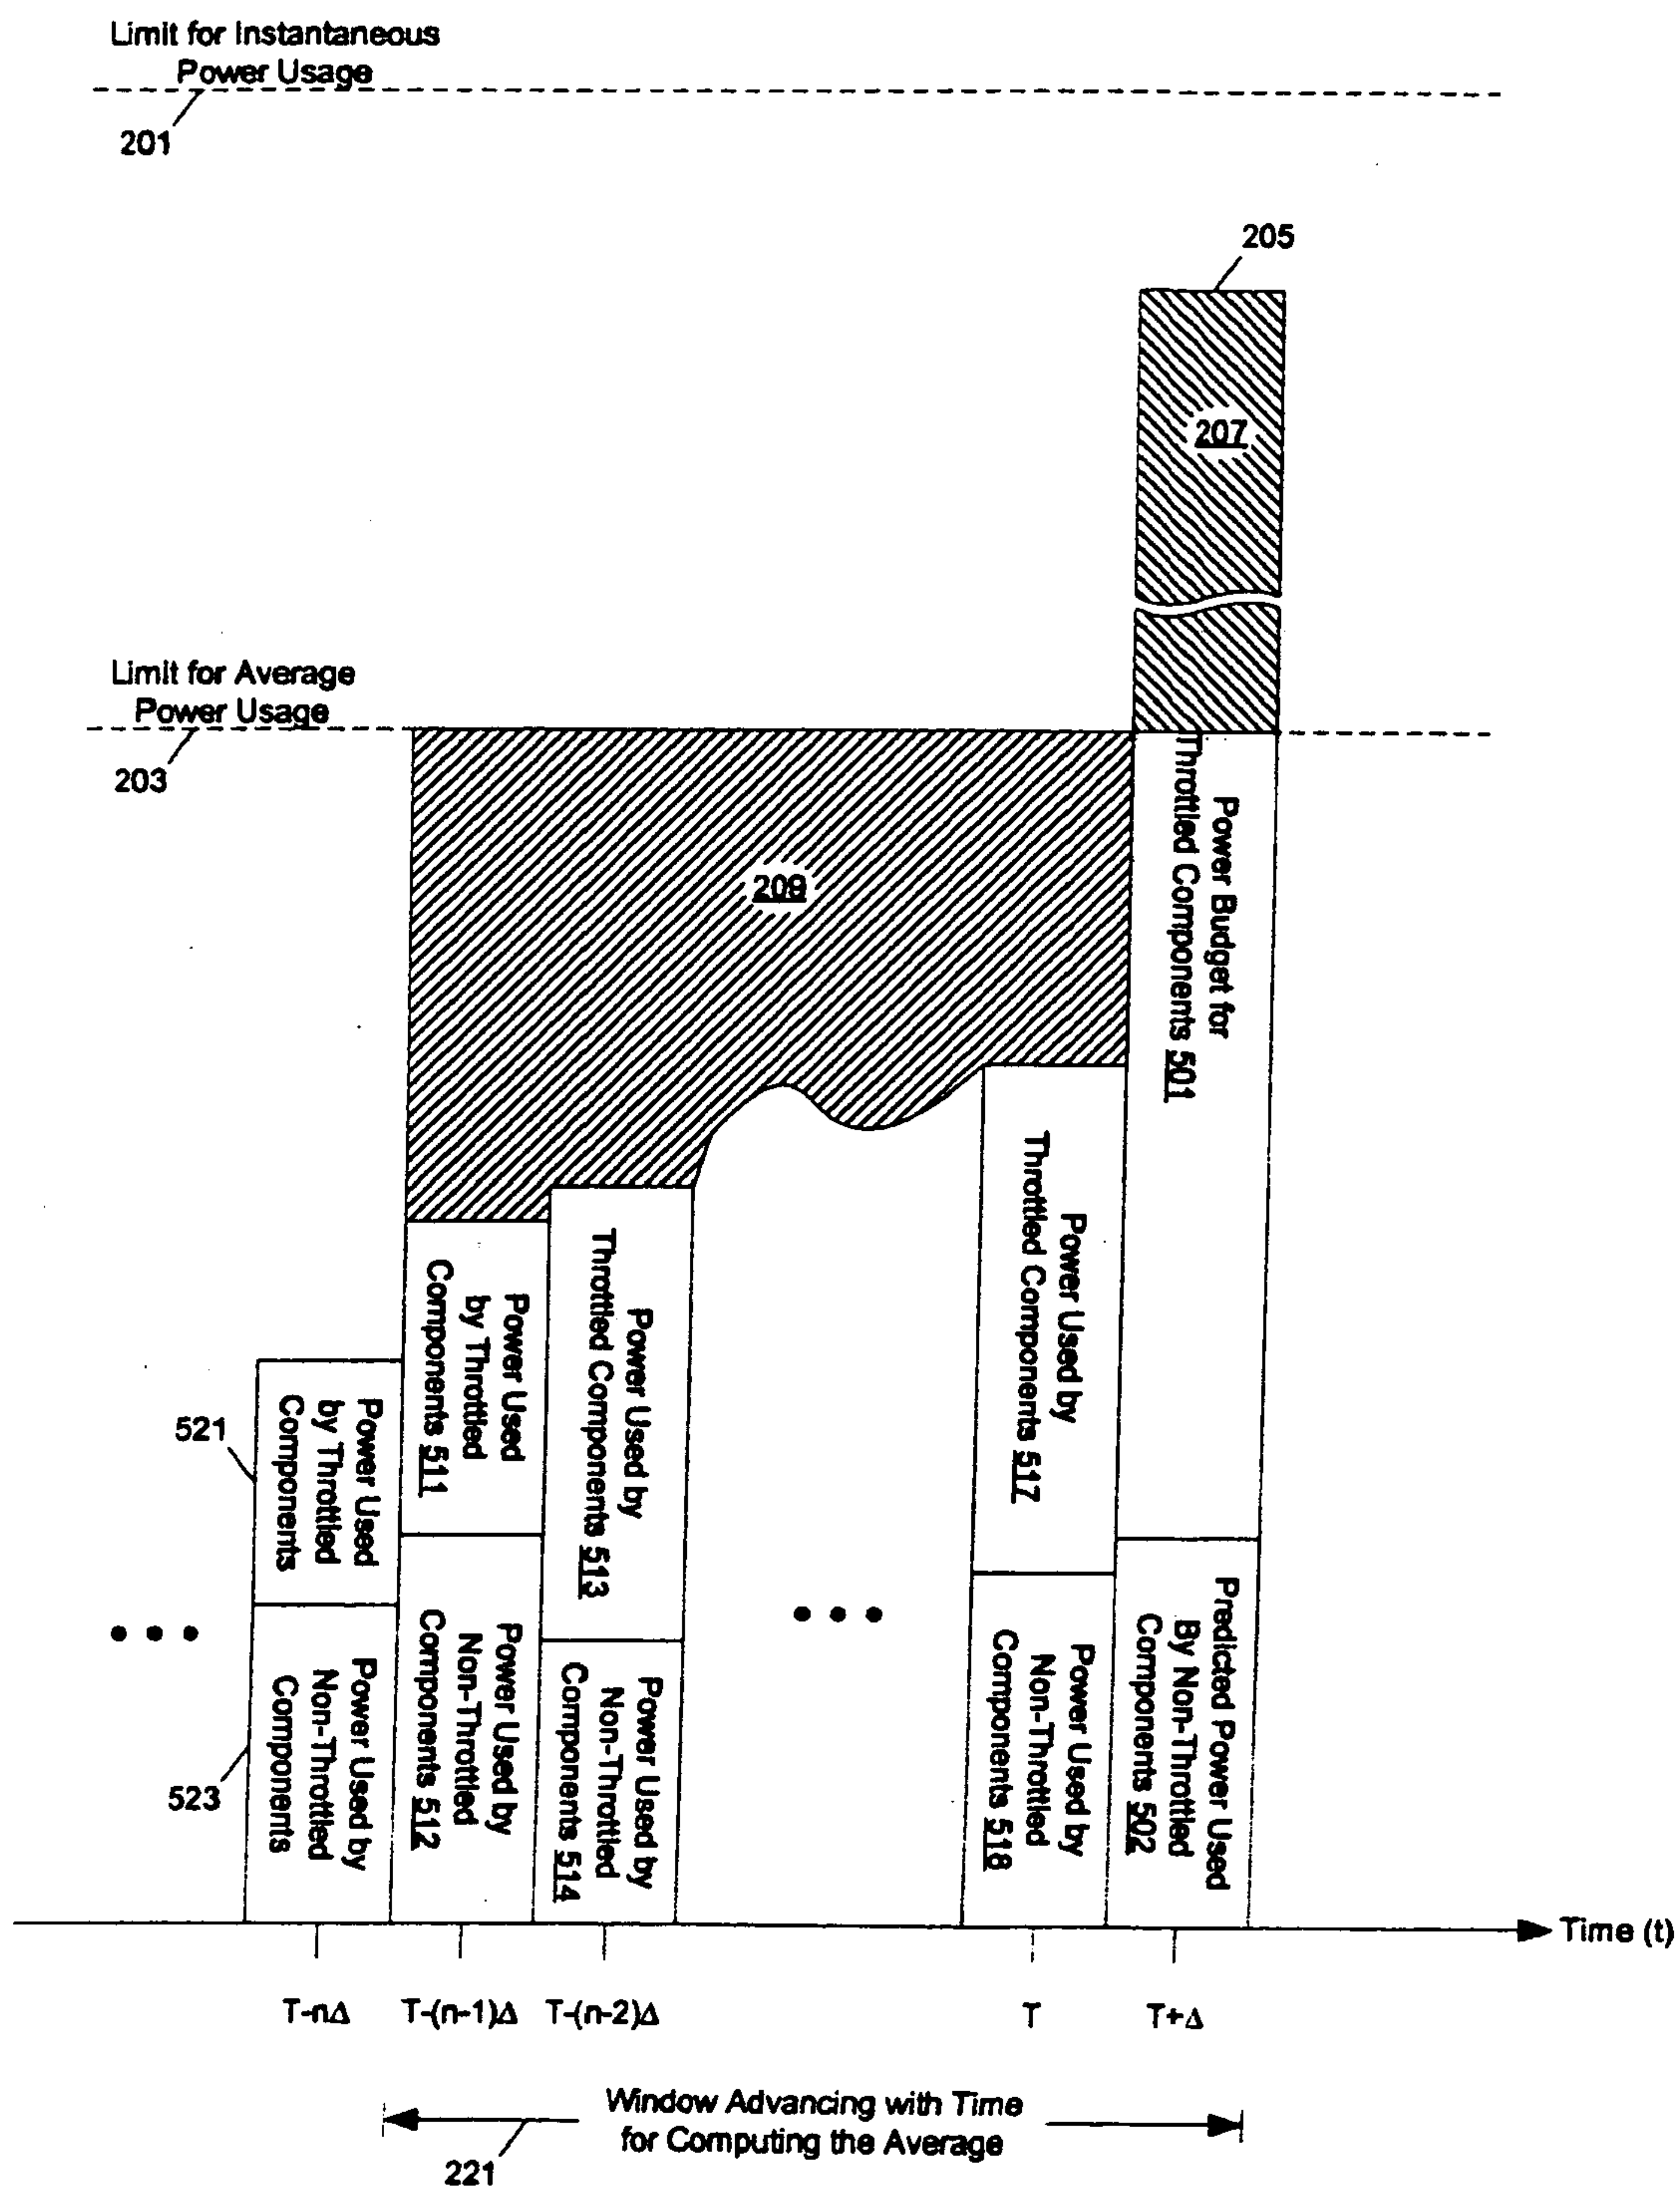 Limit for Instantaneous
Power Usage
201
205
207
Limit for Average
Power Usage
203
209
Power Budget for
Throttled Components 501
Power Used by
Throttled Components 517
Power Used by
Throttled Components 513
Power Used
by Throttled
Components 511
Power Used
by Throttled
Components
521
Power Used by
Non-Throttled
Components
523
Power Used by
Non-Throttled
Components 512
Power Used by
Non-Throttled
Components 514
Power Used by
Non-Throttled
Components 518
Predicted Power Used
By Non-Throttled
Components 502
Time (t)
T-nΔ
T-(n-1)Δ
T-(n-2)Δ
T
T+Δ
Window Advancing with Time
for Computing the Average
221